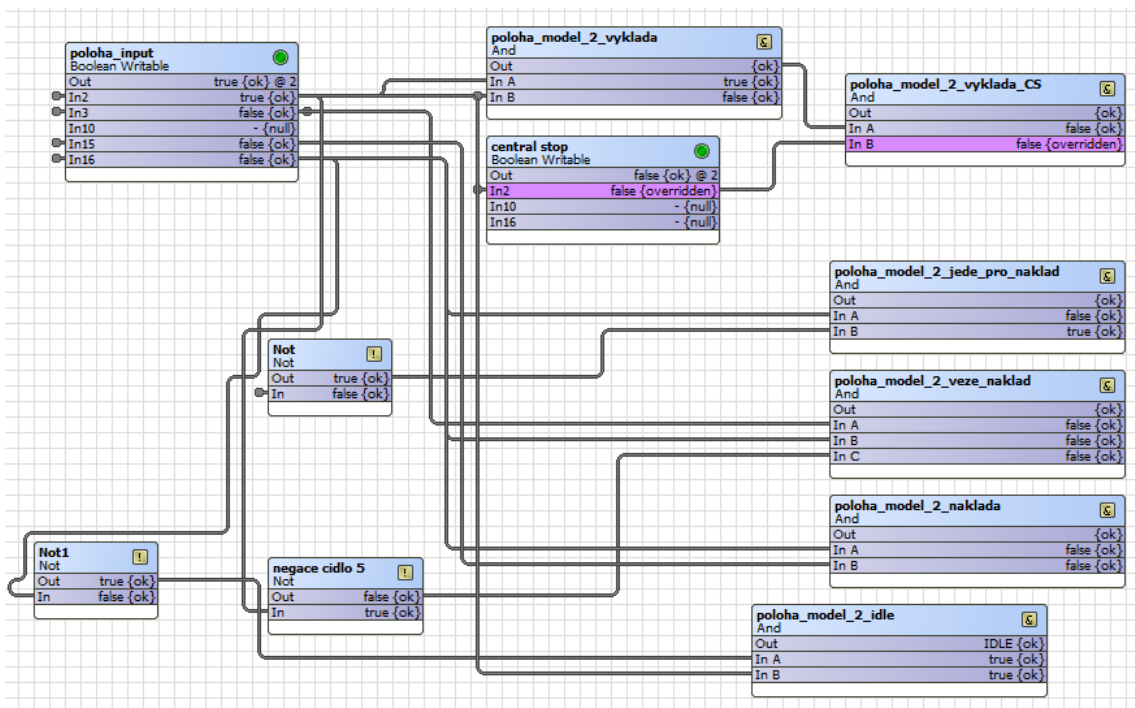 poloha_input
Boolean Writable
Out true {ok} @ 2
In2 true {ok}
In3 false {ok}
In10 - {null}
In15 false {ok}
In16 false {ok}
poloha_model_2_vyklada
And
&
Out {ok}
In A true {ok}
In B false {ok}
poloha_model_2_vyklada_CS
And
&
Out {ok}
In A false {ok}
In B false {overridden}
central stop
Boolean Writable
Out false {ok} @ 2
In2 false {overridden}
In10 - {null}
In16 - {null}
poloha_model_2_jede_pro_naklad
And
&
Out {ok}
In A false {ok}
In B true {ok}
Not
Not
!
Out true {ok}
In false {ok}
poloha_model_2_veze_naklad
And
&
Out {ok}
In A false {ok}
In B false {ok}
In C false {ok}
poloha_model_2_naklada
And
&
Out {ok}
In A false {ok}
In B false {ok}
Not1
Not
!
Out true {ok}
In false {ok}
negace cidlo 5
Not
!
Out false {ok}
In true {ok}
poloha_model_2_idle
And
&
Out IDLE {ok}
In A true {ok}
In B true {ok}